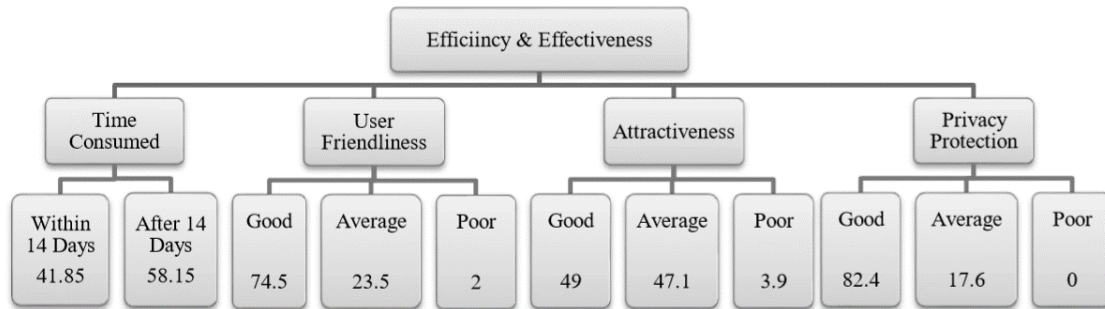 Efficiincy & Effectiveness
Time
Consumed
User
Friendliness
Attractiveness
Privacy
Protection
Within
14 Days
41.85
After 14
Days
58.15
Good
74.5
Average
23.5
Poor
2
Good
49
Average
47.1
Poor
3.9
Good
82.4
Average
17.6
Poor
0